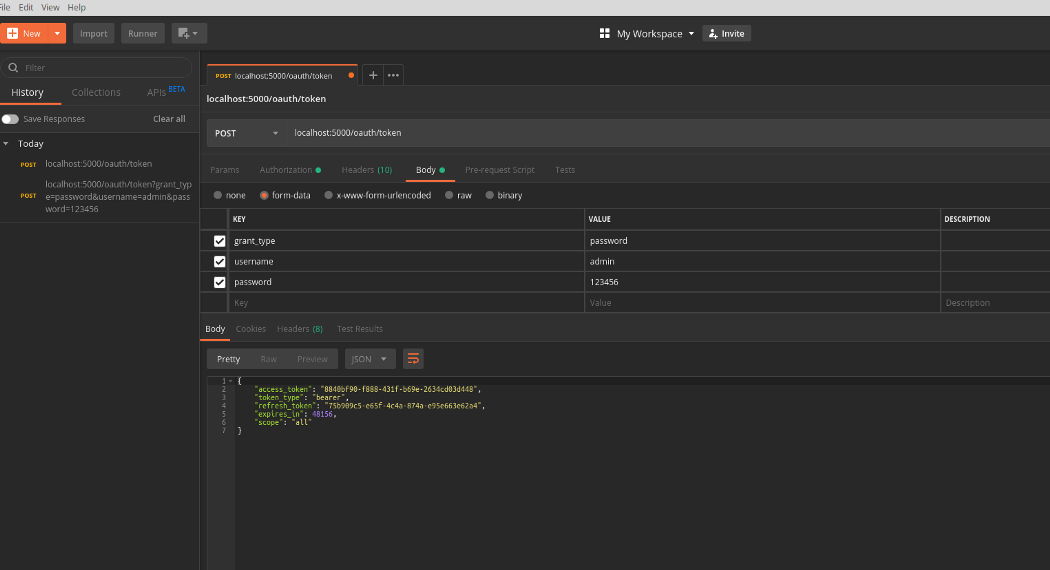 File Edit View Help
New Import Runner My Workspace Invite
Filter
History Collections APIs BETA
Save Responses Clear all
Today
POST localhost:5000/oauth/token
POST localhost:5000/oauth/token?grant_typ
e=password&username=admin&pas
sword=123456
POST localhost:5000/oauth/token + •••
localhost:5000/oauth/token
POST localhost:5000/oauth/token
Params Authorization Headers (10) Body Pre-request Script Tests
none form-data x-www-form-urlencoded raw binary
KEY VALUE DESCRIPTION
grant_type password
username admin
password 123456
Key Value Description
Body Cookies Headers (8) Test Results
Pretty Raw Preview JSON
1 {
2 "access_token": "8840bf90-f888-431f-b69e-2634cd03d448",
3 "token_type": "bearer",
4 "refresh_token": "75b909c5-e65f-4c4a-874a-e95e663e62a4",
5 "expires_in": 40156,
6 "scope": "all"
7 }